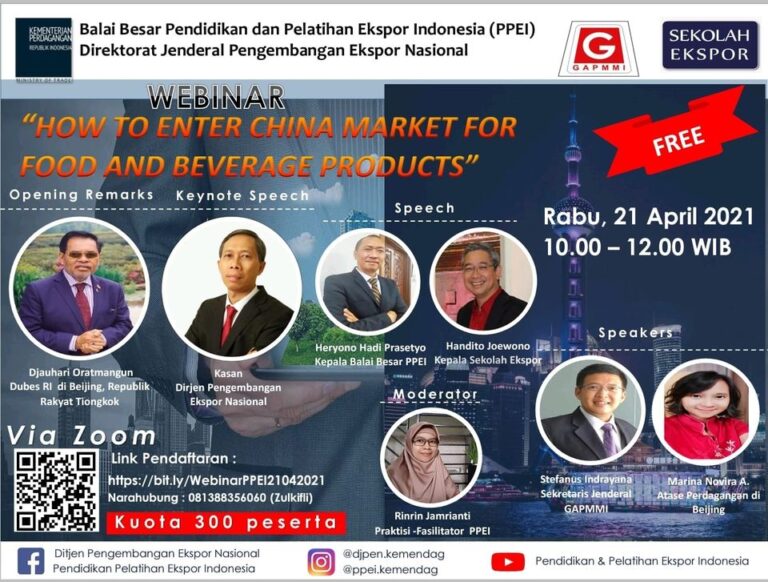 KEMENTERIAN
PERDAGANGAN
REPUBLIK INDONESIA
MINISTRY OF TRADE
Balai Besar Pendidikan dan Pelatihan Ekspor Indonesia (PPEI)
Direktorat Jenderal Pengembangan Ekspor Nasional
G
GAPMMI
SEKOLAH
EKSPOR
WEBINAR
“HOW TO ENTER CHINA MARKET FOR
FOOD AND BEVERAGE PRODUCTS”
FREE
Opening Remarks
Keynote Speech
Speech
Rabu, 21 April 2021
10.00 – 12.00 WIB
Djauhari Oratmangun
Dubes RI di Beijing, Republik
Rakyat Tiongkok
Kasan
Dirjen Pengembangan
Ekspor Nasional
Heryono Hadi Prasetyo
Kepala Balai Besar PPEI
Handito Joewono
Kepala Sekolah Ekspor
Speakers
Moderator
Rinrin Jamrianti
Praktisi -Fasilitator PPEI
Stefanus Indrayana
Sekretaris Jenderal
GAPMMI
Marina Novira A.
Atase Perdagangan di
Beijing
Via Zoom
Link Pendaftaran :
https://bit.ly/WebinarPPEI21042021
Narahubung : 081388356060 (Zulkifli)
Kuota 300 peserta
Ditjen Pengembangan Ekspor Nasional
Pendidikan Pelatihan Ekspor Indonesia
@djpen.kemendag
@ppei.kemendag
Pendidikan & Pelatihan Ekspor Indonesia